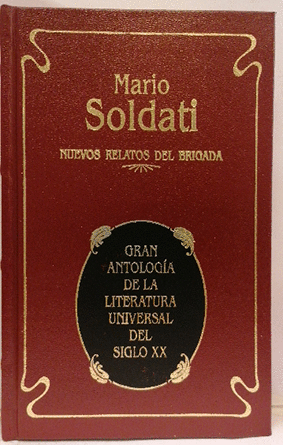 Mario
Soldati
NUEVOS RELATOS DEL BRIGADA
GRAN
ANTOLOGÍA
DE LA
LITERATURA
UNIVERSAL
DEL
SIGLO XX